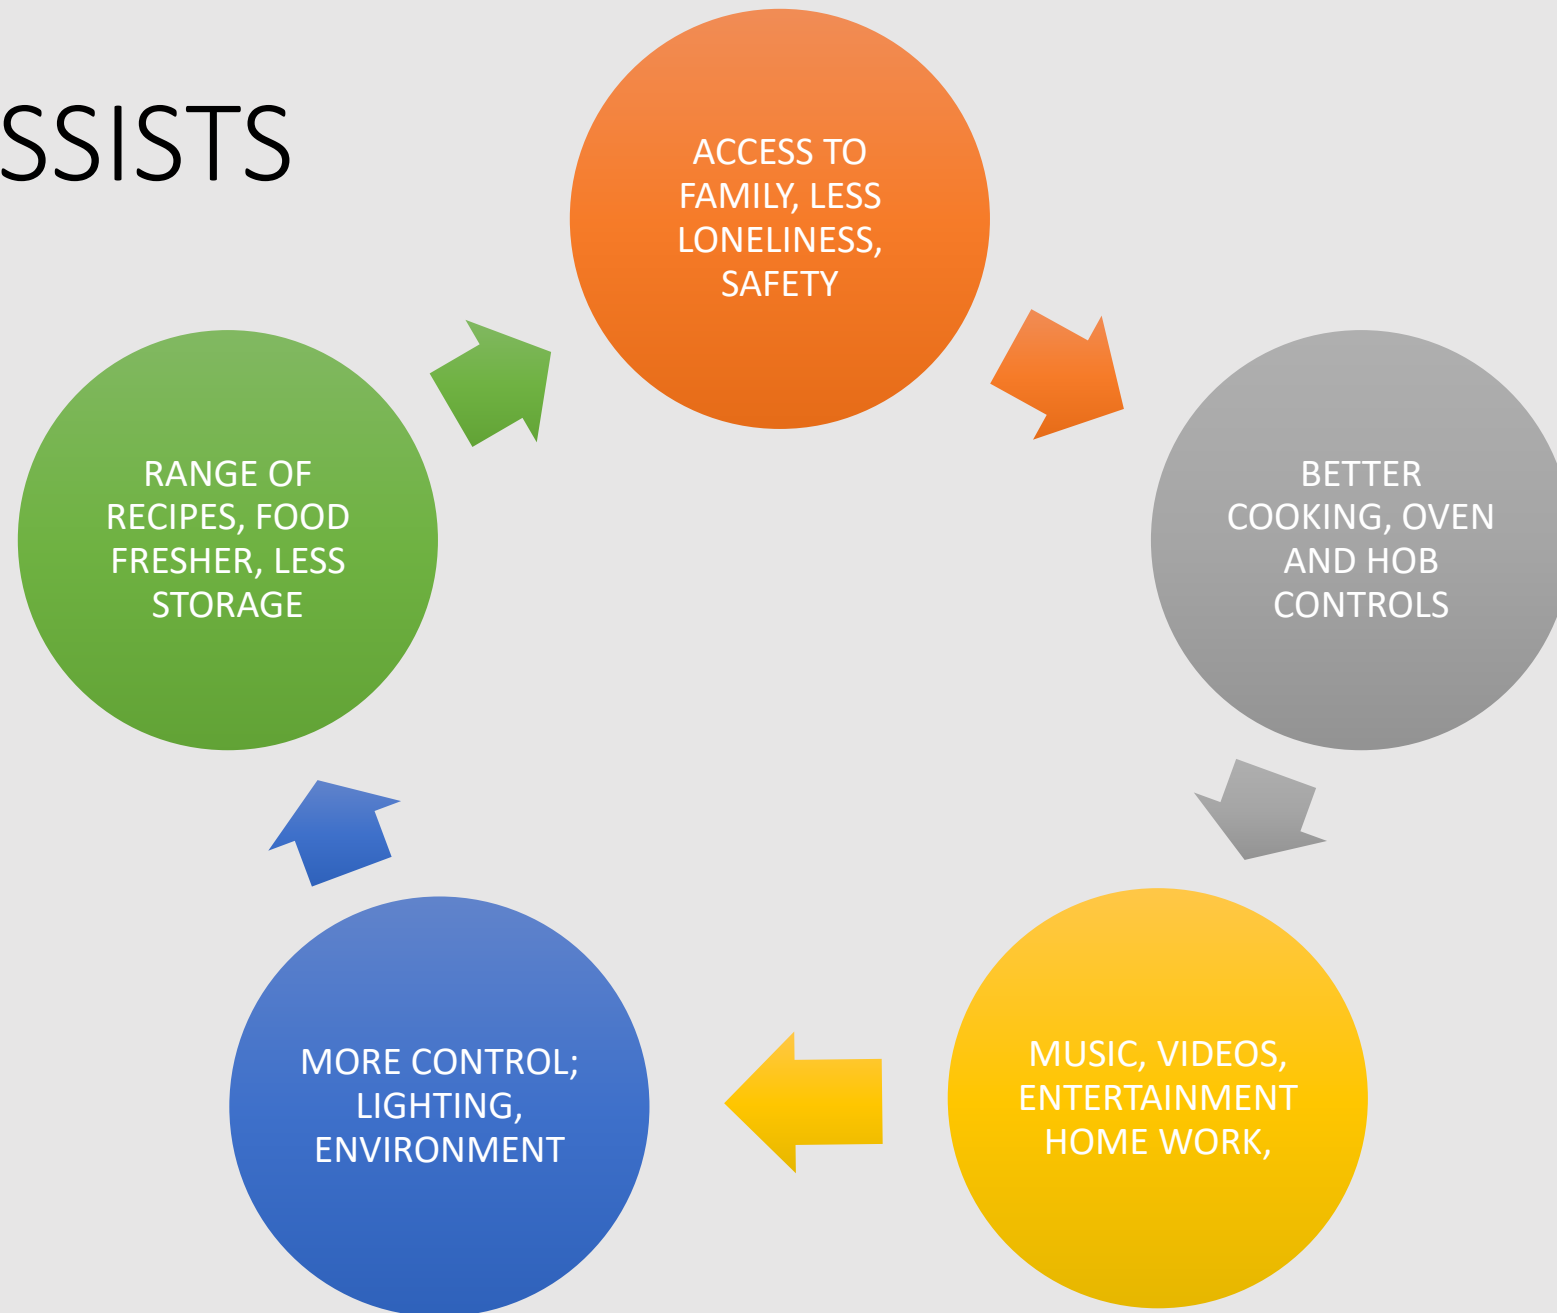 SSISTS
ACCESS TO
FAMILY, LESS
LONELINESS,
SAFETY
BETTER
COOKING, OVEN
AND HOB
CONTROLS
MUSIC, VIDEOS,
ENTERTAINMENT
HOME WORK,
MORE CONTROL;
LIGHTING,
ENVIRONMENT
RANGE OF
RECIPES, FOOD
FRESHER, LESS
STORAGE